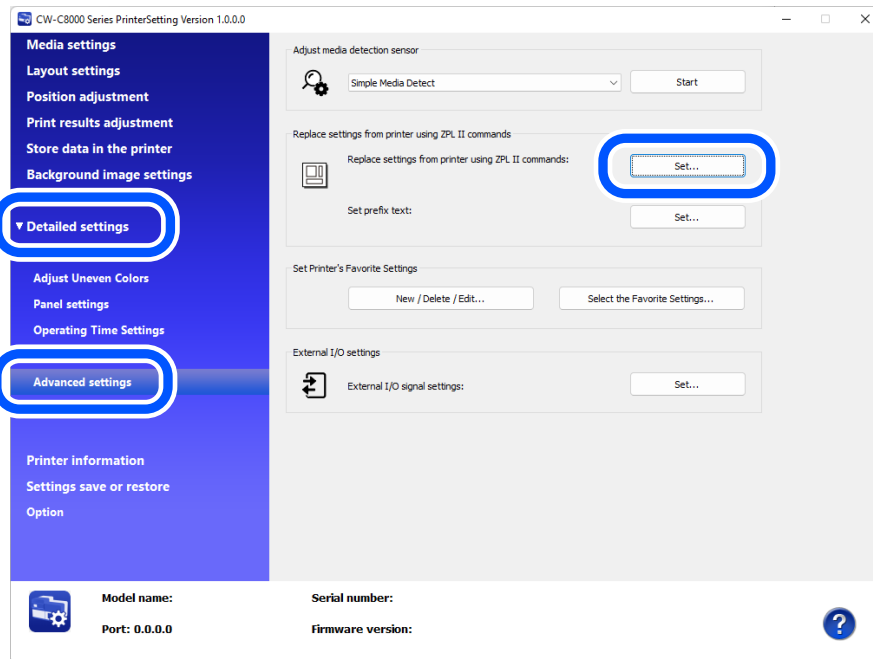 CW-C8000 Series PrinterSetting Version 1.0.0.0
Media settings
Layout settings
Position adjustment
Print results adjustment
Store data in the printer
Background image settings
▼ Detailed settings
Adjust Uneven Colors
Panel settings
Operating Time Settings
Advanced settings
Printer information
Settings save or restore
Option
Adjust media detection sensor
Simple Media Detect
Start
Replace settings from printer using ZPL II commands
Replace settings from printer using ZPL II commands:
Set...
Set prefix text:
Set...
Set Printer's Favorite Settings
New / Delete / Edit...
Select the Favorite Settings...
External I/O settings
External I/O signal settings:
Set...
Model name:
Serial number:
Port: 0.0.0.0
Firmware version:
?